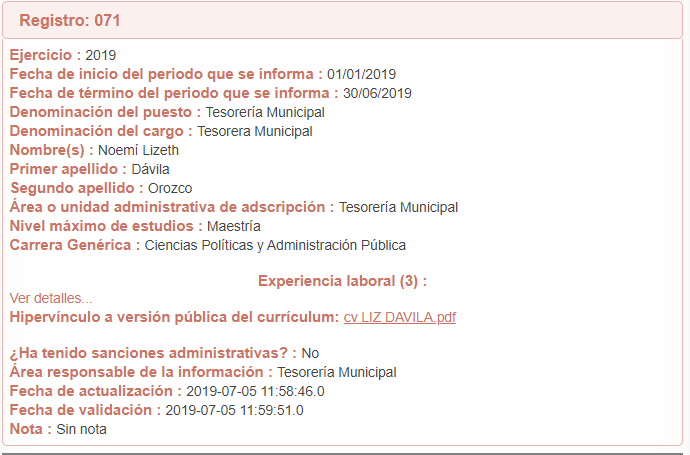 Registro: 071
Ejercicio : 2019
Fecha de inicio del periodo que se informa : 01/01/2019
Fecha de término del periodo que se informa : 30/06/2019
Denominación del puesto : Tesorería Municipal
Denominación del cargo : Tesorera Municipal
Nombre(s) : Noemí Lizeth
Primer apellido : Dávila
Segundo apellido : Orozco
Área o unidad administrativa de adscripción : Tesorería Municipal
Nivel máximo de estudios : Maestría
Carrera Genérica : Ciencias Políticas y Administración Pública
Experiencia laboral (3) :
Ver detalles...
Hipervínculo a versión pública del currículum: cv LIZ DAVILA.pdf
¿Ha tenido sanciones administrativas? : No
Área responsable de la información : Tesorería Municipal
Fecha de actualización : 2019-07-05 11:58:46.0
Fecha de validación : 2019-07-05 11:59:51.0
Nota : Sin nota